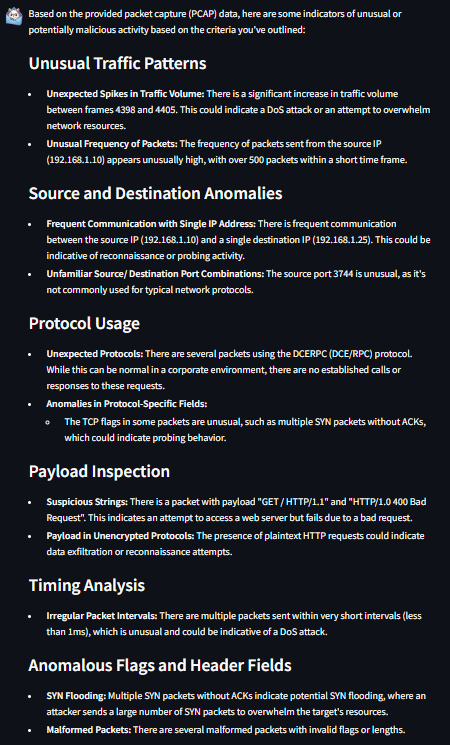 Based on the provided packet capture (PCAP) data, here are some indicators of unusual or
potentially malicious activity based on the criteria you've outlined:
Unusual Traffic Patterns
• Unexpected Spikes in Traffic Volume: There is a significant increase in traffic volume
between frames 4398 and 4405. This could indicate a DoS attack or an attempt to overwhelm
network resources.
• Unusual Frequency of Packets: The frequency of packets sent from the source IP
(192.168.1.10) appears unusually high, with over 500 packets within a short time frame.
Source and Destination Anomalies
• Frequent Communication with Single IP Address: There is frequent communication
between the source IP (192.168.1.10) and a single destination IP (192.168.1.25). This could be
indicative of reconnaissance or probing activity.
• Unfamiliar Source/ Destination Port Combinations: The source port 3744 is unusual, as it's
not commonly used for typical network protocols.
Protocol Usage
• Unexpected Protocols: There are several packets using the DCERPC (DCE/RPC) protocol.
While this can be normal in a corporate environment, there are no established calls or
responses to these requests.
• Anomalies in Protocol-Specific Fields:
○ The TCP flags in some packets are unusual, such as multiple SYN packets without ACKs,
which could indicate probing behavior.
Payload Inspection
• Suspicious Strings: There is a packet with payload "GET / HTTP/1.1" and "HTTP/1.0 400 Bad
Request". This indicates an attempt to access a web server but fails due to a bad request.
• Payload in Unencrypted Protocols: The presence of plaintext HTTP requests could indicate
data exfiltration or reconnaissance attempts.
Timing Analysis
• Irregular Packet Intervals: There are multiple packets sent within very short intervals (less
than 1ms), which is unusual and could be indicative of a DoS attack.
Anomalous Flags and Header Fields
• SYN Flooding: Multiple SYN packets without ACKs indicate potential SYN flooding, where an
attacker sends a large number of SYN packets to overwhelm the target's resources.
• Malformed Packets: There are several malformed packets with invalid flags or lengths.